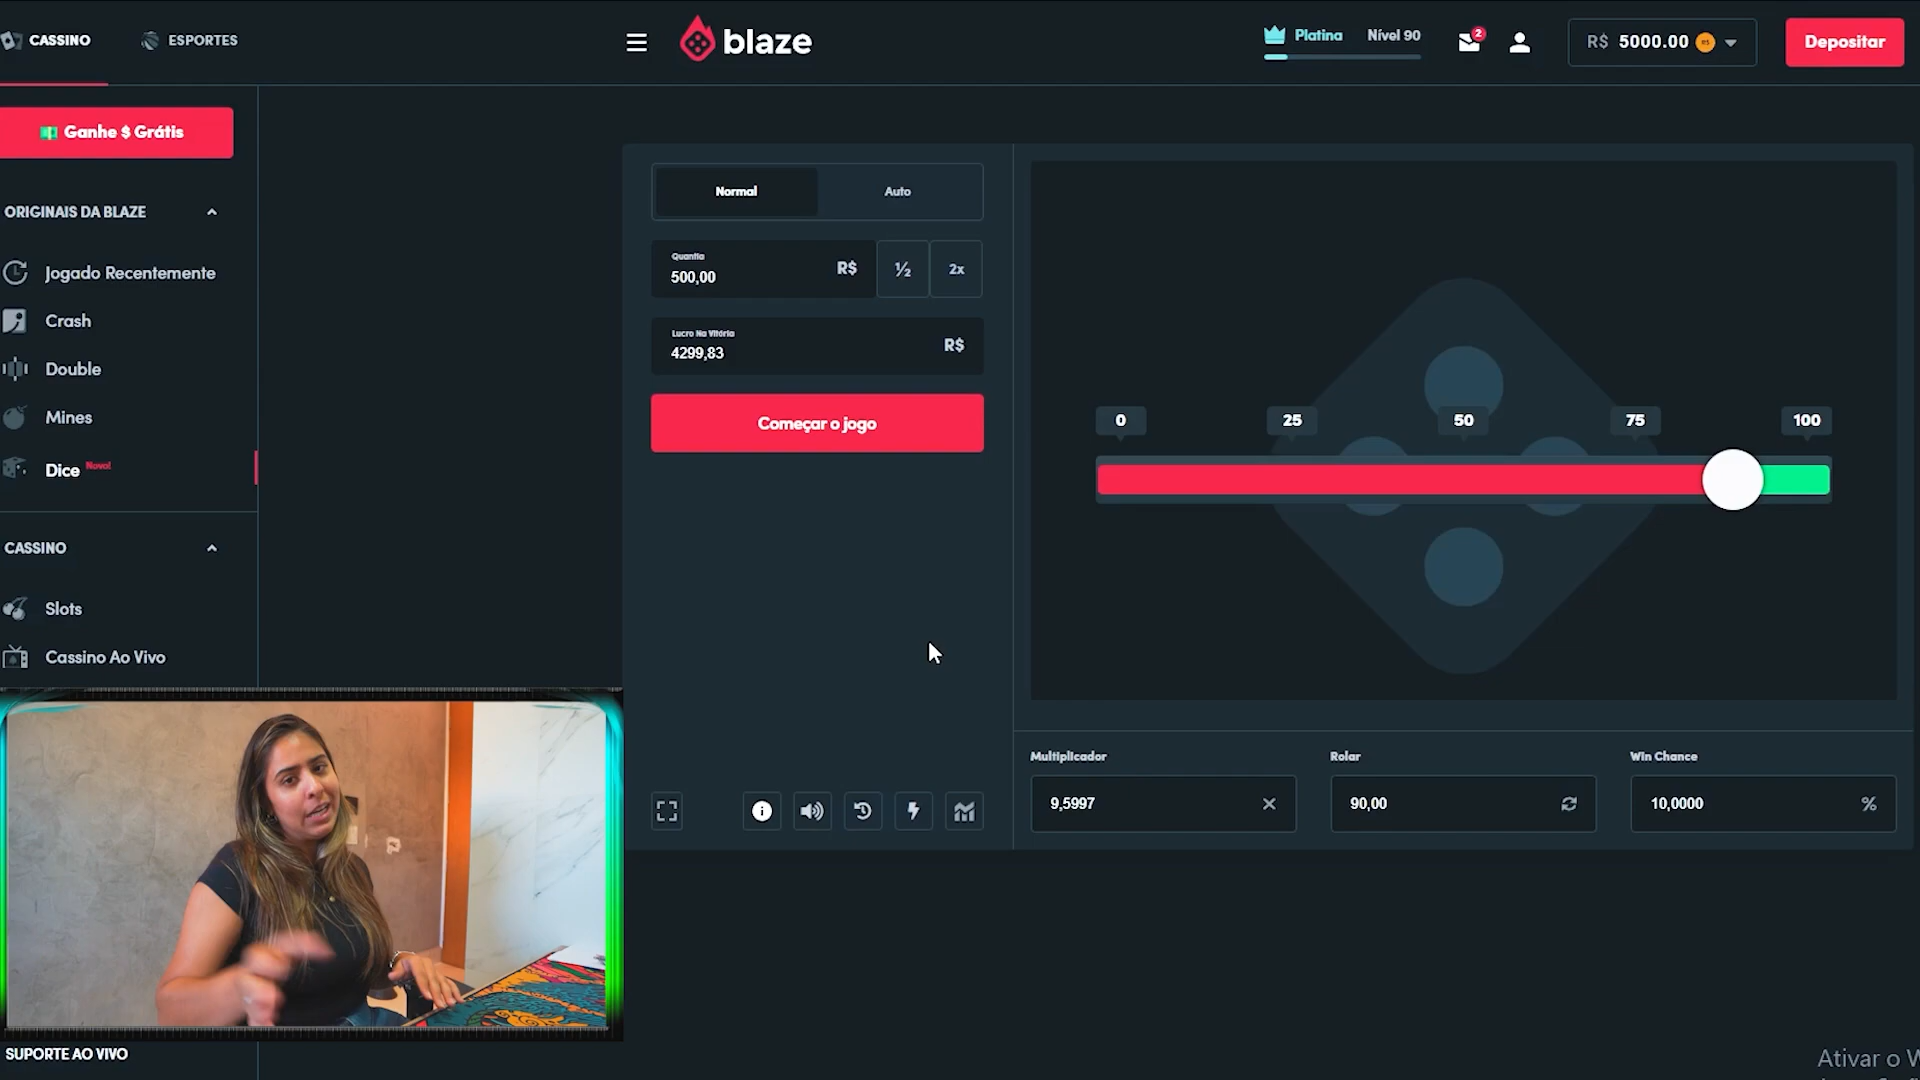 CASSINO
ESPORTES
blaze
Platina
Nível 90
2
R$ 5000.00 R$
Depositar
Ganhe $ Grátis
ORIGINAIS DA BLAZE
Jogado Recentemente
Crash
Double
Mines
Dice Novo!
CASSINO
Slots
Cassino Ao Vivo
SUPORTE AO VIVO
Normal
Auto
Quantia
500,00
R$
½
2x
Lucro Na Vitória
4299,83
R$
Começar o jogo
0
25
50
75
100
Multiplicador
9,5997
Rolar
90,00
Win Chance
10,0000
%
Ativar o W